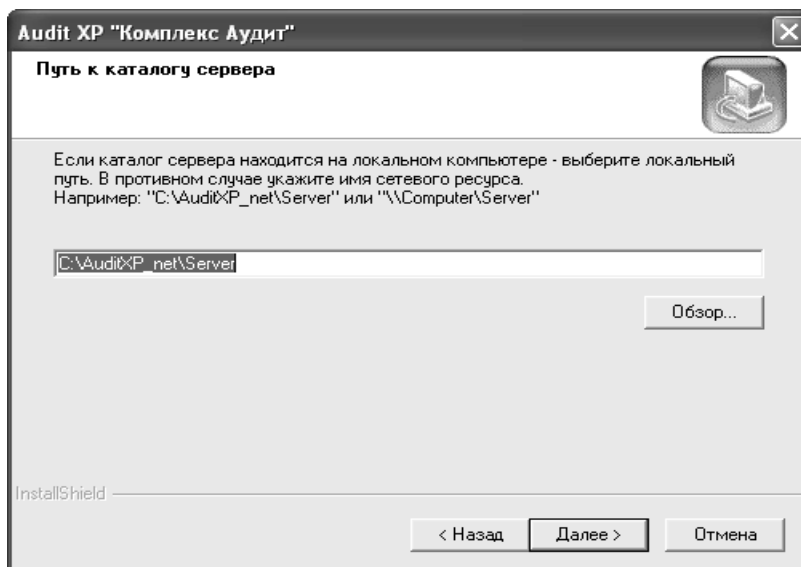 Audit XP "Комплекс Аудит"
Путь к каталогу сервера
Если каталог сервера находится на локальном компьютере - выберите локальный
путь. В противном случае укажите имя сетевого ресурса.
Например: "C:\AuditXP_net\Server" или "\\Computer\Server"
C:\AuditXP_net\Server
Обзор...
InstallShield
< Назад Далее > Отмена